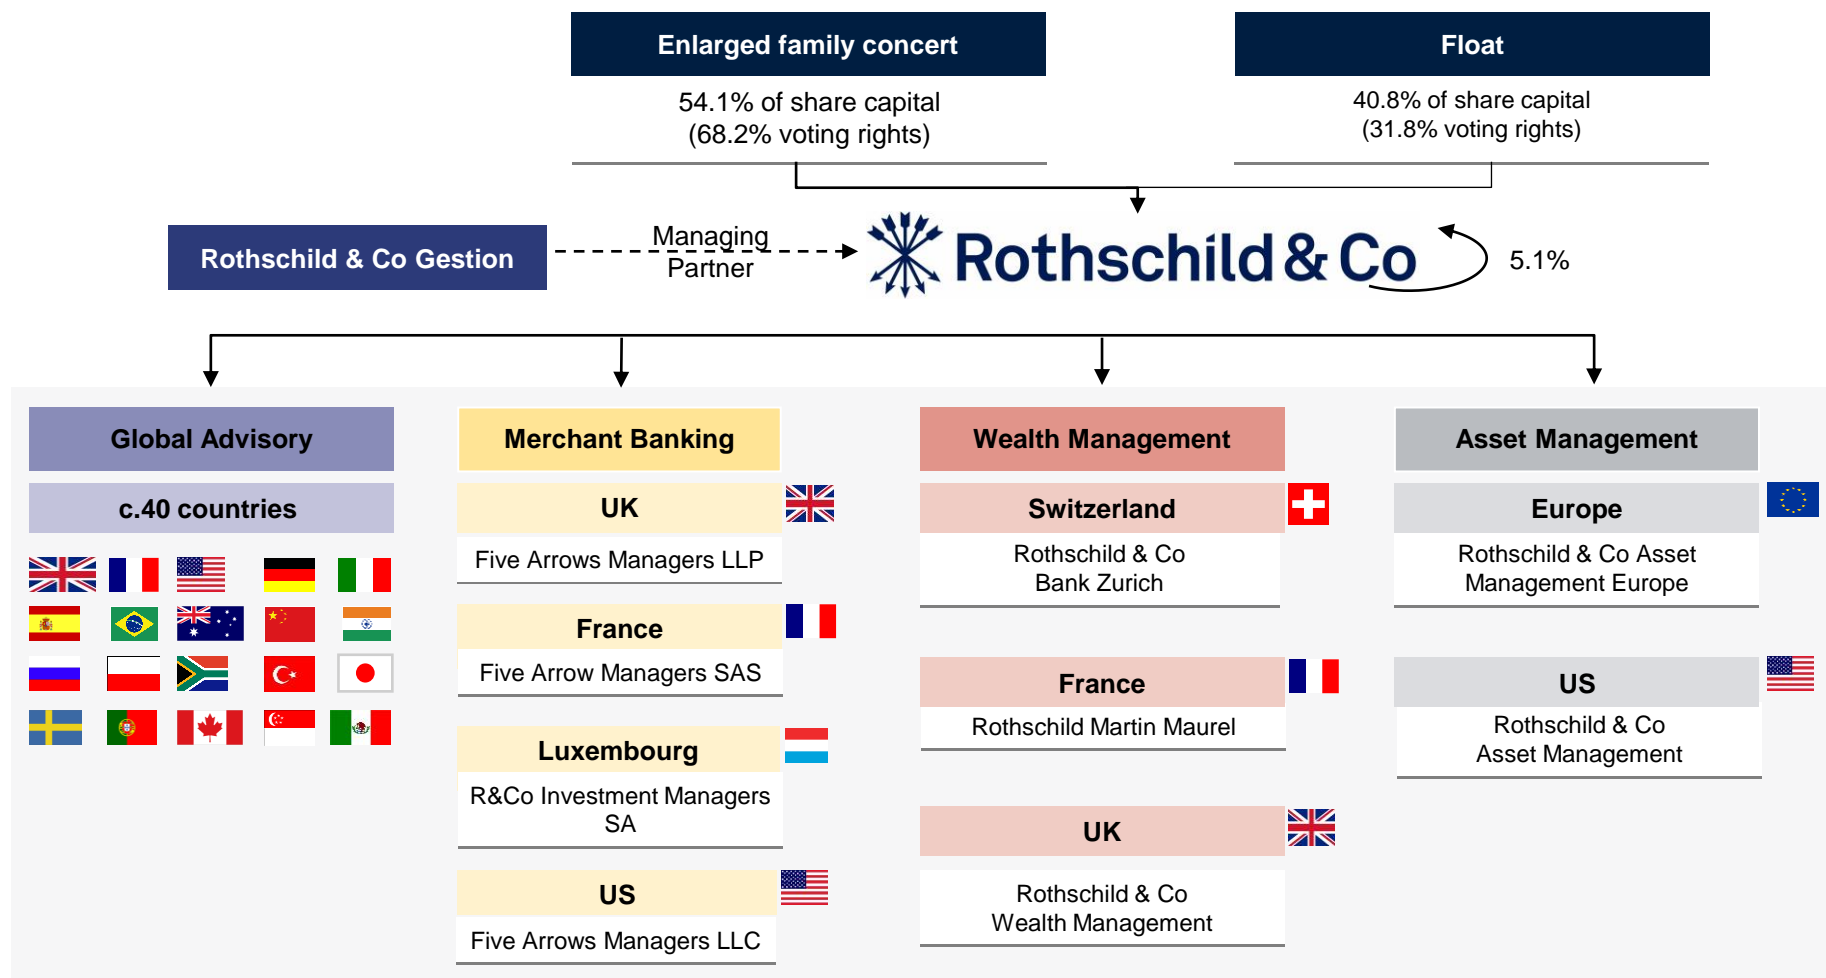 Enlarged family concert
54.1% of share capital
(68.2% voting rights)
Float
40.8% of share capital
(31.8% voting rights)
Rothschild & Co Gestion
Managing
Partner
Rothschild & Co
5.1%
Global Advisory
c.40 countries
Merchant Banking
UK
Five Arrows Managers LLP
France
Five Arrow Managers SAS
Luxembourg
R&Co Investment Managers
SA
US
Five Arrows Managers LLC
Wealth Management
Switzerland
Rothschild & Co
Bank Zurich
France
Rothschild Martin Maurel
UK
Rothschild & Co
Wealth Management
Asset Management
Europe
Rothschild & Co Asset
Management Europe
US
Rothschild & Co
Asset Management